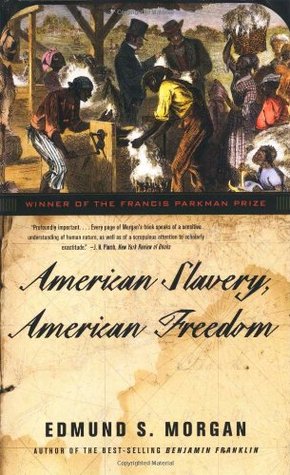 WINNER OF THE FRANCIS PARKMAN PRIZE
"Profoundly important. . . . Every page of Morgan's book speaks of a sensitive
understanding of human nature, as well as of a scrupulous attention to scholarly
exactitude." —J. H. Plumb, New York Review of Books
American Slavery,
American Freedom
EDMUND S. MORGAN
AUTHOR OF THE BEST-SELLING BENJAMIN FRANKLIN